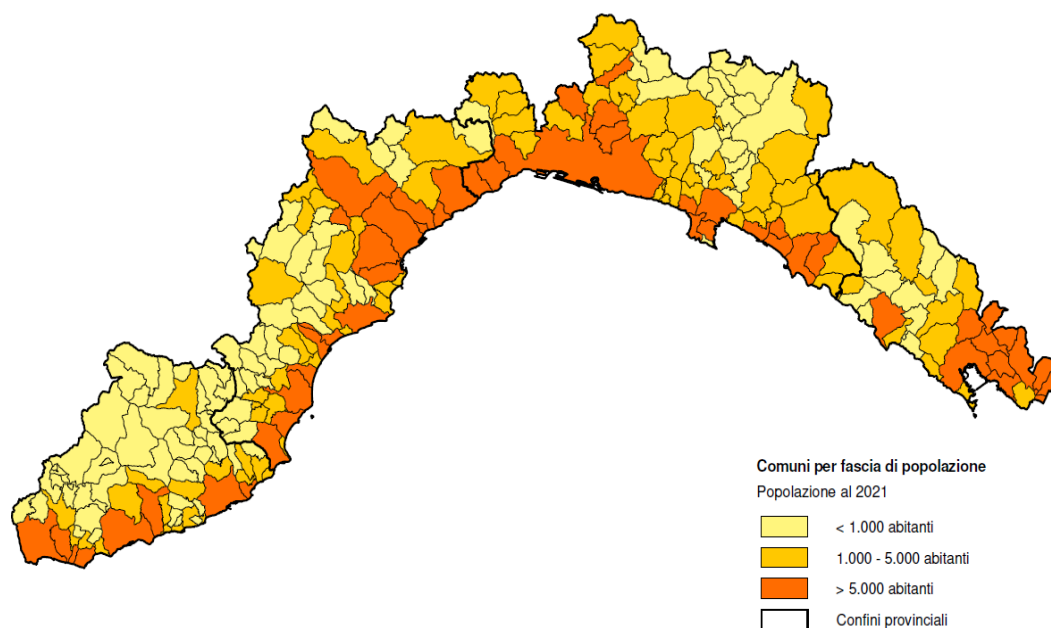 Comuni per fascia di popolazione
Popolazione al 2021
< 1.000 abitanti
1.000 - 5.000 abitanti
> 5.000 abitanti
Confini provinciali